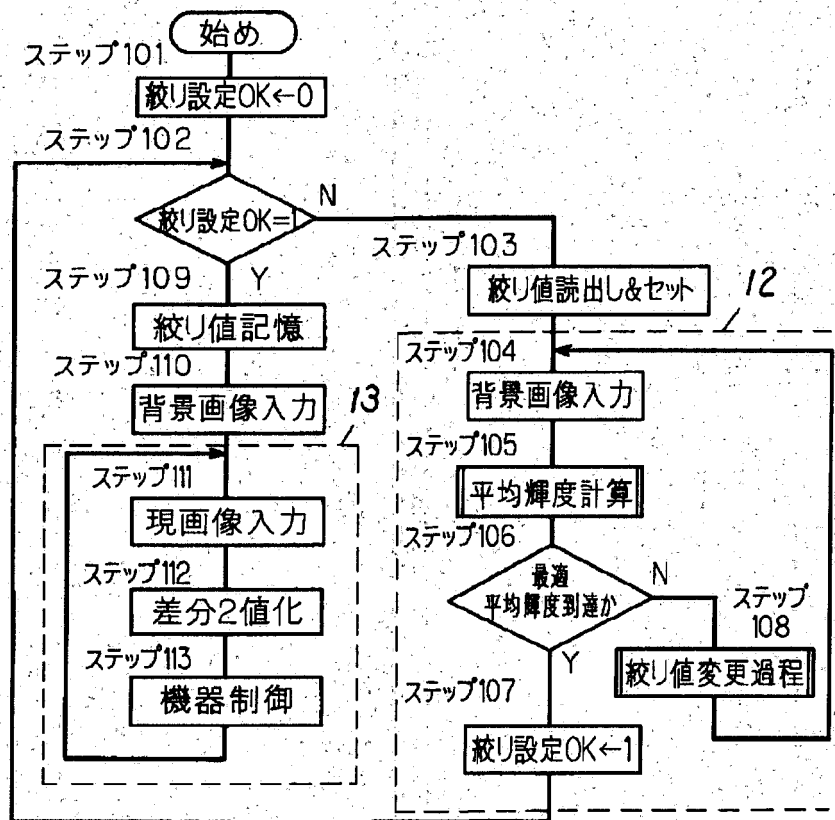 始め
ステップ101
絞り設定OK←0
ステップ102
絞り設定OK=1
N
Y
ステップ109
絞り値記憶
ステップ110
背景画像入力
13
ステップ111
現画像入力
ステップ112
差分2値化
ステップ113
機器制御
ステップ103
絞り値読出し&セット
12
ステップ104
背景画像入力
ステップ105
平均輝度計算
ステップ106
最適
平均輝度到達か
N
Y
ステップ
108
絞り値変更過程
ステップ107
絞り設定OK←1